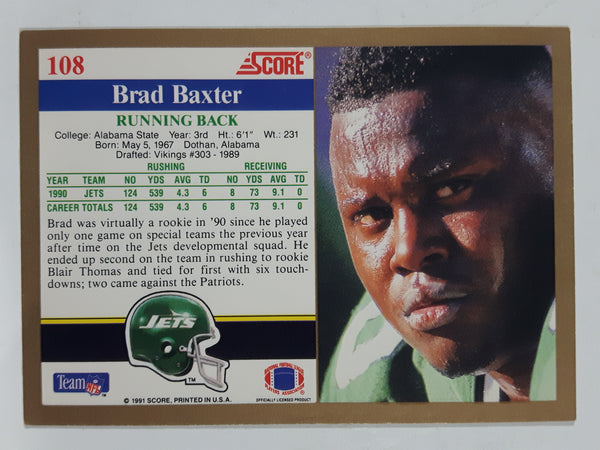 108
SCORE®
Brad Baxter
RUNNING BACK
College: Alabama State Year: 3rd Ht.: 6'1" Wt.: 231
Born: May 5, 1967 Dothan, Alabama
Drafted: Vikings #303 - 1989
RUSHING RECEIVING
YEAR TEAM NO YDS AVG TD NO YDS AVG TD
1990 JETS 124 539 4.3 6 8 73 9.1 0
CAREER TOTALS 124 539 4.3 6 8 73 9.1 0
Brad was virtually a rookie in '90 since he played
only one game on special teams the previous year
after time on the Jets developmental squad. He
ended up second on the team in rushing to rookie
Blair Thomas and tied for first with six touch-
downs; two came against the Patriots.
JETS
TM
Team NFL
TM
© 1991 SCORE, PRINTED IN U.S.A.
OFFICIALLY LICENSED PRODUCT